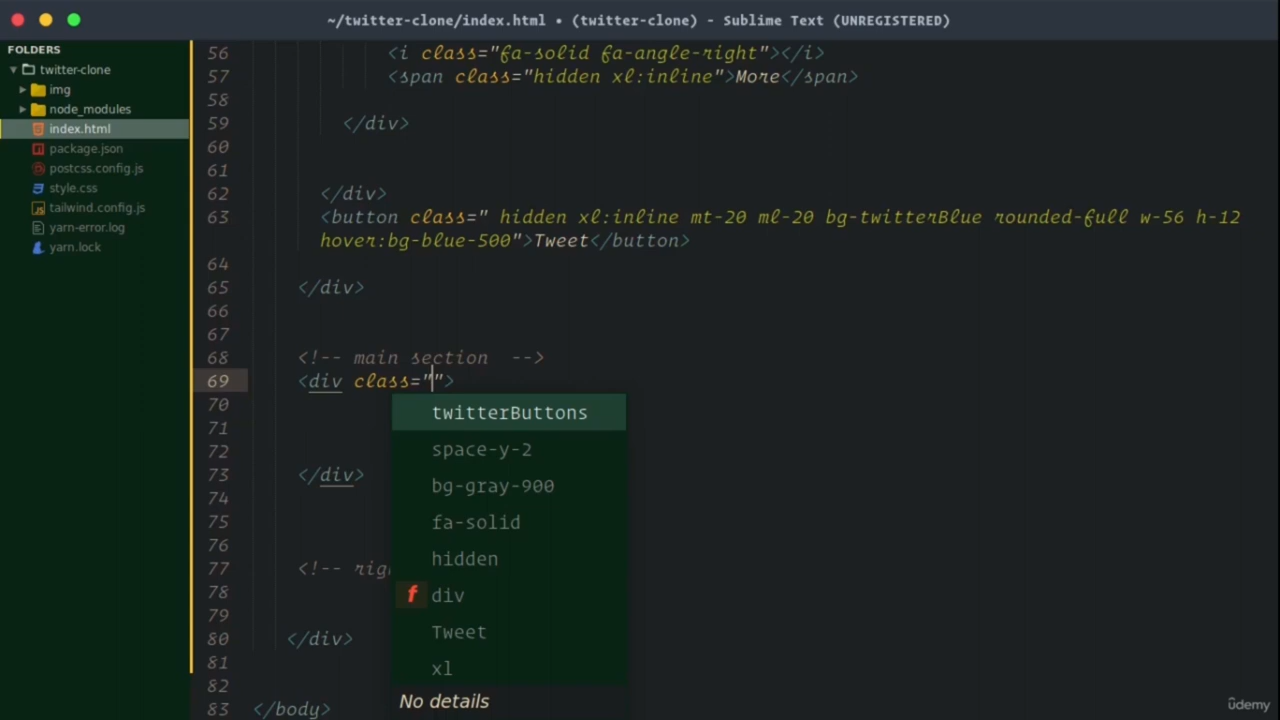 ~/twitter-clone/index.html • (twitter-clone) - Sublime Text (UNREGISTERED)
FOLDERS
twitter-clone
img
node_modules
index.html
package.json
postcss.config.js
style.css
tailwind.config.js
yarn-error.log
yarn.lock
56 <i class="fa-solid fa-angle-right"></i>
57 <span class="hidden xl:inline">More</span>
58
59 </div>
60
61
62 </div>
63 <button class=" hidden xl:inline mt-20 ml-20 bg-twitterBlue rounded-full w-56 h-12
hover:bg-blue-500">Tweet</button>
64
65 </div>
66
67
68 <!-- main section -->
69 <div class="">
70
71
72
73 </div>
74
75
76
77 <!-- righ
78
79
80 </div>
81
82
83 </body>
twitterButtons
space-y-2
bg-gray-900
fa-solid
hidden
f div
Tweet
xl
No details
ûdemy